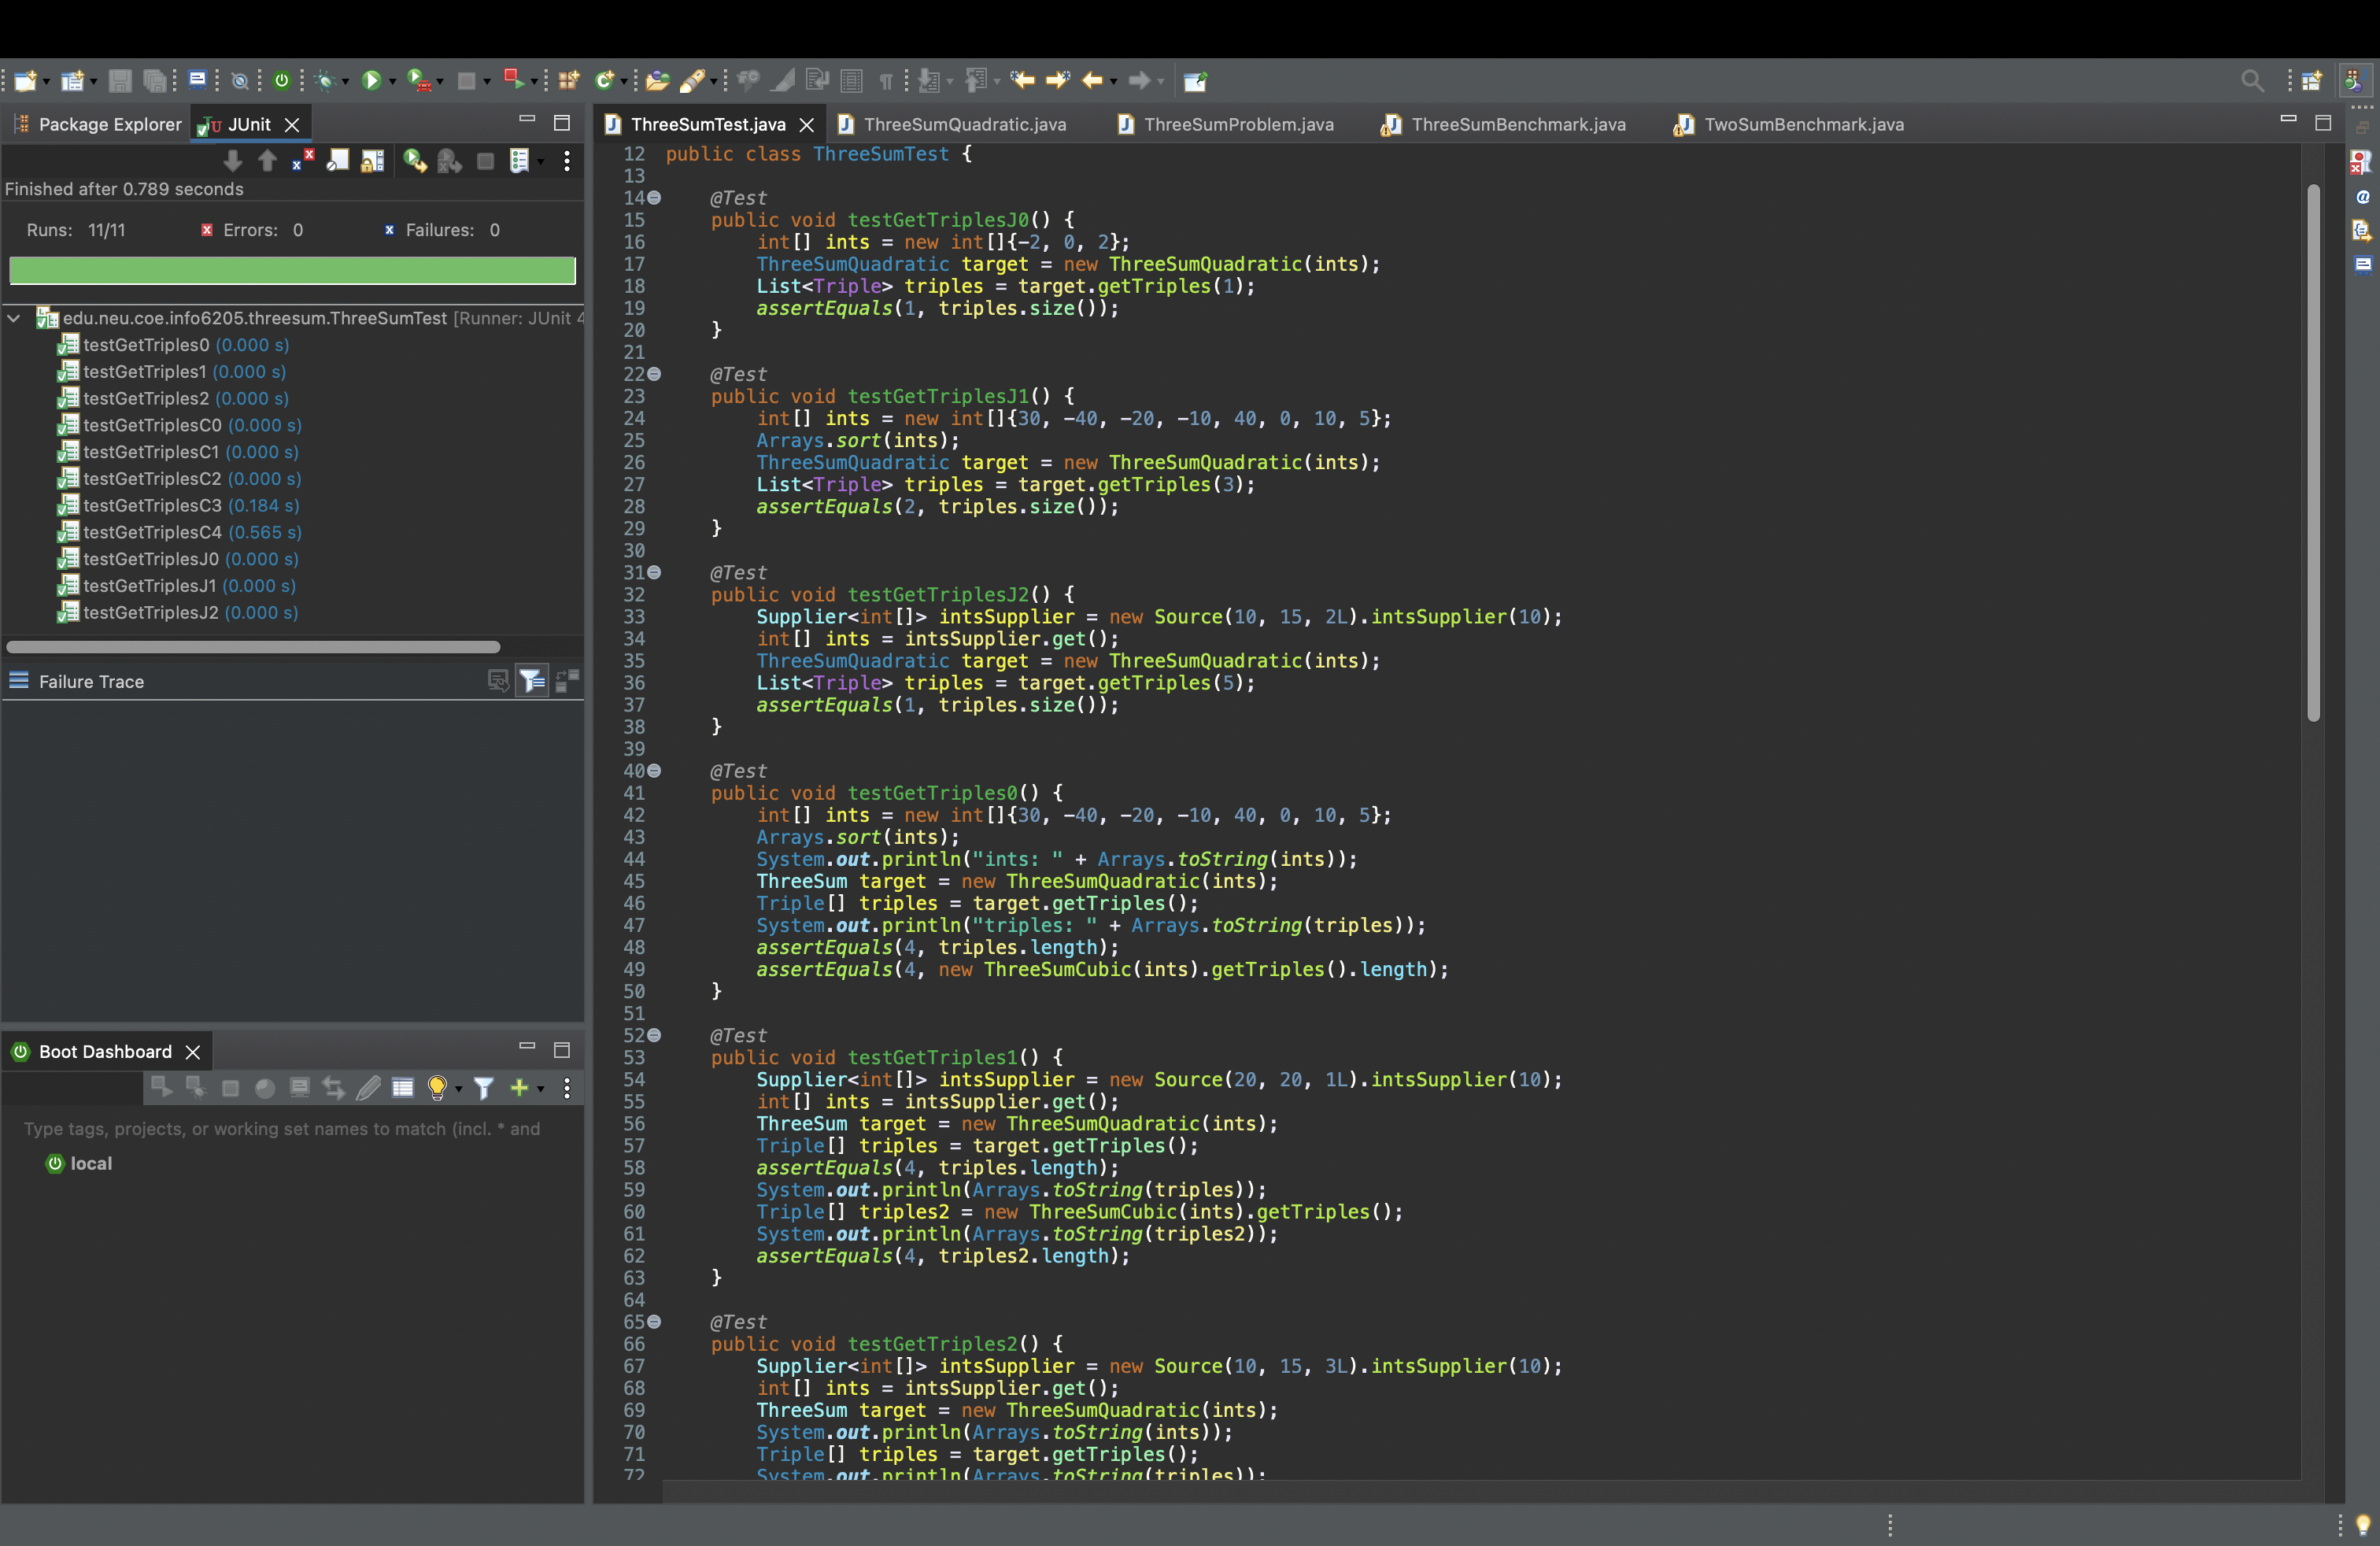 Package Explorer
JUnit
Finished after 0.789 seconds
Runs: 11/11
Errors: 0
Failures: 0
edu.neu.coe.info6205.threesum.ThreeSumTest [Runner: JUnit 4
testGetTriples0 (0.000 s)
testGetTriples1 (0.000 s)
testGetTriples2 (0.000 s)
testGetTriplesC0 (0.000 s)
testGetTriplesC1 (0.000 s)
testGetTriplesC2 (0.000 s)
testGetTriplesC3 (0.184 s)
testGetTriplesC4 (0.565 s)
testGetTriplesJ0 (0.000 s)
testGetTriplesJ1 (0.000 s)
testGetTriplesJ2 (0.000 s)
Failure Trace
Boot Dashboard
Type tags, projects, or working set names to match (incl. * and
local
ThreeSumTest.java
ThreeSumQuadratic.java
ThreeSumProblem.java
ThreeSumBenchmark.java
TwoSumBenchmark.java
12 public class ThreeSumTest {
13
14 @Test
15 public void testGetTriplesJ0() {
16 int[] ints = new int[]{-2, 0, 2};
17 ThreeSumQuadratic target = new ThreeSumQuadratic(ints);
18 List<Triple> triples = target.getTriples(1);
19 assertEquals(1, triples.size());
20 }
21
22 @Test
23 public void testGetTriplesJ1() {
24 int[] ints = new int[]{30, -40, -20, -10, 40, 0, 10, 5};
25 Arrays.sort(ints);
26 ThreeSumQuadratic target = new ThreeSumQuadratic(ints);
27 List<Triple> triples = target.getTriples(3);
28 assertEquals(2, triples.size());
29 }
30
31 @Test
32 public void testGetTriplesJ2() {
33 Supplier<int[]> intsSupplier = new Source(10, 15, 2L).intsSupplier(10);
34 int[] ints = intsSupplier.get();
35 ThreeSumQuadratic target = new ThreeSumQuadratic(ints);
36 List<Triple> triples = target.getTriples(5);
37 assertEquals(1, triples.size());
38 }
39
40 @Test
41 public void testGetTriples0() {
42 int[] ints = new int[]{30, -40, -20, -10, 40, 0, 10, 5};
43 Arrays.sort(ints);
44 System.out.println("ints: " + Arrays.toString(ints));
45 ThreeSum target = new ThreeSumQuadratic(ints);
46 Triple[] triples = target.getTriples();
47 System.out.println("triples: " + Arrays.toString(triples));
48 assertEquals(4, triples.length);
49 assertEquals(4, new ThreeSumCubic(ints).getTriples().length);
50 }
51
52 @Test
53 public void testGetTriples1() {
54 Supplier<int[]> intsSupplier = new Source(20, 20, 1L).intsSupplier(10);
55 int[] ints = intsSupplier.get();
56 ThreeSum target = new ThreeSumQuadratic(ints);
57 Triple[] triples = target.getTriples();
58 assertEquals(4, triples.length);
59 System.out.println(Arrays.toString(triples));
60 Triple[] triples2 = new ThreeSumCubic(ints).getTriples();
61 System.out.println(Arrays.toString(triples2));
62 assertEquals(4, triples2.length);
63 }
64
65 @Test
66 public void testGetTriples2() {
67 Supplier<int[]> intsSupplier = new Source(10, 15, 3L).intsSupplier(10);
68 int[] ints = intsSupplier.get();
69 ThreeSum target = new ThreeSumQuadratic(ints);
70 System.out.println(Arrays.toString(ints));
71 Triple[] triples = target.getTriples();
72 System.out.println(Arrays.toString(triples));